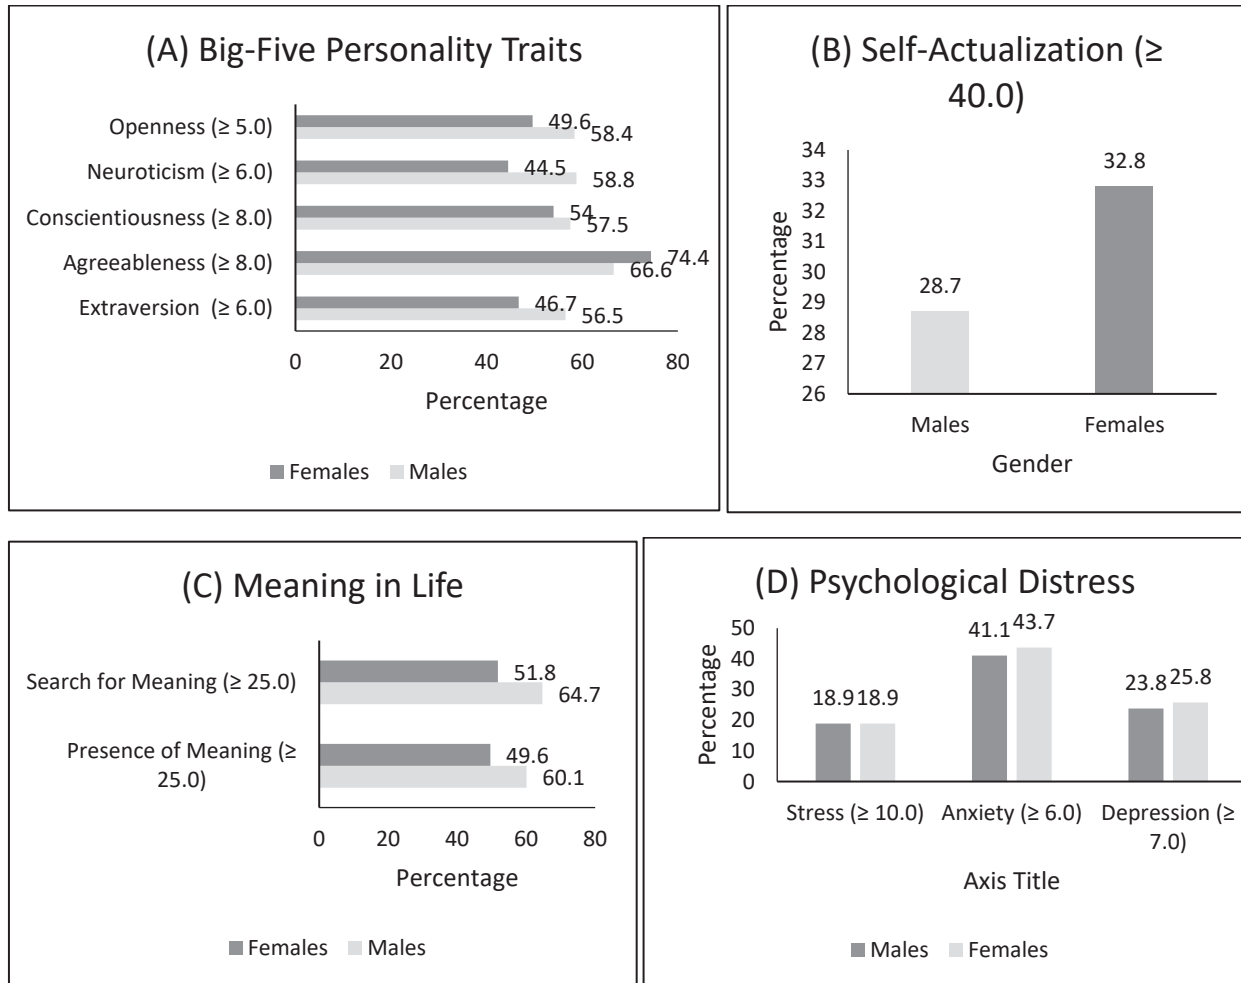 (A) Big-Five Personality Traits
Openness (≥ 5.0)
49.6
58.4
Neuroticism (≥ 6.0)
44.5
58.8
Conscientiousness (≥ 8.0)
54
57.5
Agreeableness (≥ 8.0)
74.4
66.6
Extraversion (≥ 6.0)
46.7
56.5
0 20 40 60 80
Percentage
Females Males
(B) Self-Actualization (≥
40.0)
34
33
32
31
30
29
28
27
26
Percentage
28.7
32.8
Males Females
Gender
(C) Meaning in Life
Search for Meaning (≥ 25.0)
51.8
64.7
Presence of Meaning (≥
25.0)
49.6
60.1
0 20 40 60 80
Percentage
Females Males
(D) Psychological Distress
50
40
30
20
10
0
Percentage
18.9 18.9
41.1 43.7
23.8 25.8
Stress (≥ 10.0) Anxiety (≥ 6.0) Depression (≥
7.0)
Axis Title
Males Females